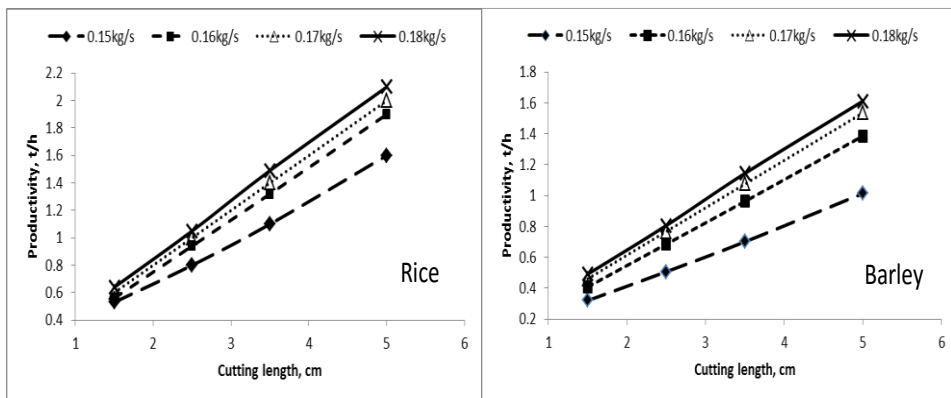 0.15kg/s 0.16kg/s 0.17kg/s 0.18kg/s
Productivity, t/h
2.2
2
1.8
1.6
1.4
1.2
1
0.8
0.6
0.4
1 2 3 4 5 6
Cutting length, cm
Rice
0.15kg/s 0.16kg/s 0.17kg/s 0.18kg/s
Productivity, t/h
1.8
1.6
1.4
1.2
1
0.8
0.6
0.4
0.2
1 2 3 4 5 6
Cutting length, cm
Barley